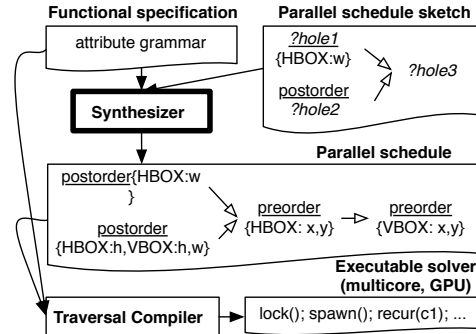 Functional specification
Parallel schedule sketch
attribute grammar
?hole1
{HBOX:w}
?hole3
postorder
?hole2
Synthesizer
Parallel schedule
postorder{HBOX:w
}
postorder
{HBOX:h,VBOX:h,w}
preorder
{HBOX: x,y}
preorder
{VBOX: x,y}
Executable solver
(multicore, GPU)
Traversal Compiler
lock(); spawn(); recur(c1); ...